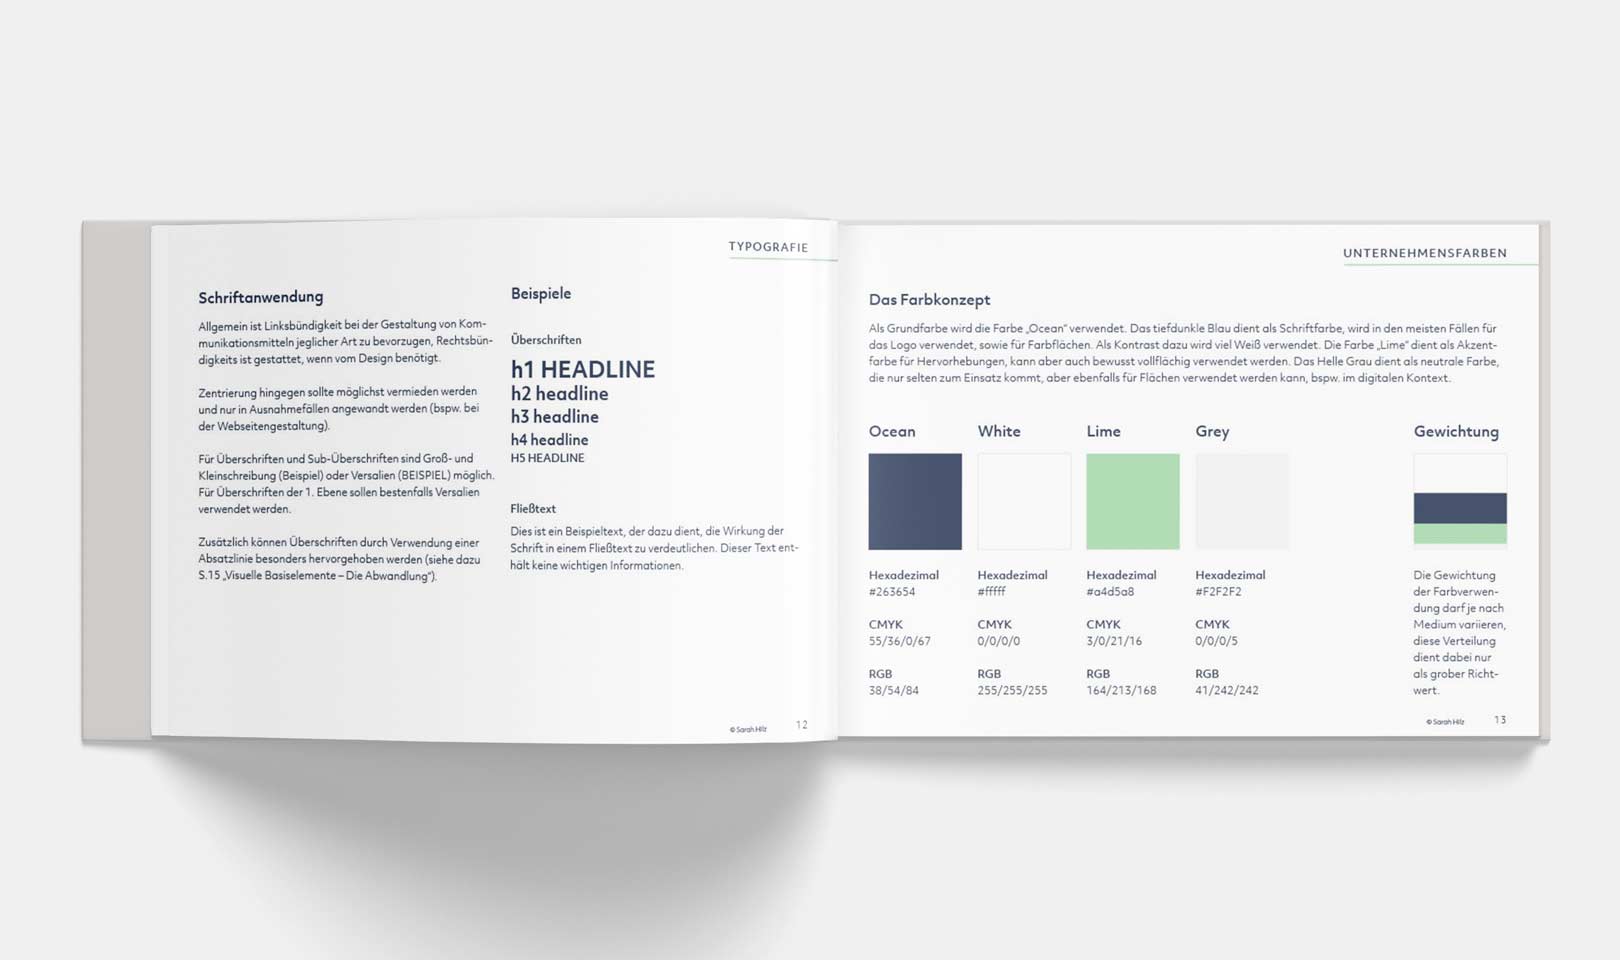 TYPOGRAFIE
Schriftanwendung
Allgemein ist Linksbündigkeit bei der Gestaltung von Kom-
munikationsmitteln jeglicher Art zu bevorzugen, Rechtsbün-
digkeits ist gestattet, wenn vom Design benötigt.
Zentrierung hingegen sollte möglichst vermieden werden
und nur in Ausnahmefällen angewandt werden (bspw. bei
der Webseitengestaltung).
Für Überschriften und Sub-Überschriften sind Groß- und
Kleinschreibung (Beispiel) oder Versalien (BEISPIEL) möglich.
Für Überschriften der 1. Ebene sollen bestenfalls Versalien
verwendet werden.
Zusätzlich können Überschriften durch Verwendung einer
Absatzlinie besonders hervorgehoben werden (siehe dazu
S.15 „Visuelle Basiselemente – Die Abwandlung“).
Beispiele
Überschriften
h1 HEADLINE
h2 headline
h3 headline
h4 headline
H5 HEADLINE
Fließtext
Dies ist ein Beispieltext, der dazu dient, die Wirkung der
Schrift in einem Fließtext zu verdeutlichen. Dieser Text ent-
hält keine wichtigen Informationen.
© Sarah Hilz 12
UNTERNEHMENSFARBEN
Das Farbkonzept
Als Grundfarbe wird die Farbe „Ocean“ verwendet. Das tiefdunkle Blau dient als Schriftfarbe, wird in den meisten Fällen für
das Logo verwendet, sowie für Farbflächen. Als Kontrast dazu wird viel Weiß verwendet. Die Farbe „Lime“ dient als Akzent-
farbe für Hervorhebungen, kann aber auch bewusst vollflächig verwendet werden. Das Helle Grau dient als neutrale Farbe,
die nur selten zum Einsatz kommt, aber ebenfalls für Flächen verwendet werden kann, bspw. im digitalen Kontext.
Ocean
Hexadezimal
#263654
CMYK
55/36/0/67
RGB
38/54/84
White
Hexadezimal
#fffff
CMYK
0/0/0/0
RGB
255/255/255
Lime
Hexadezimal
#a4d5a8
CMYK
3/0/21/16
RGB
164/213/168
Grey
Hexadezimal
#F2F2F2
CMYK
0/0/0/5
RGB
41/242/242
Gewichtung
Die Gewichtung
der Farbverwen-
dung darf je nach
Medium variieren,
diese Verteilung
dient dabei nur
als grober Richt-
wert.
© Sarah Hilz 13